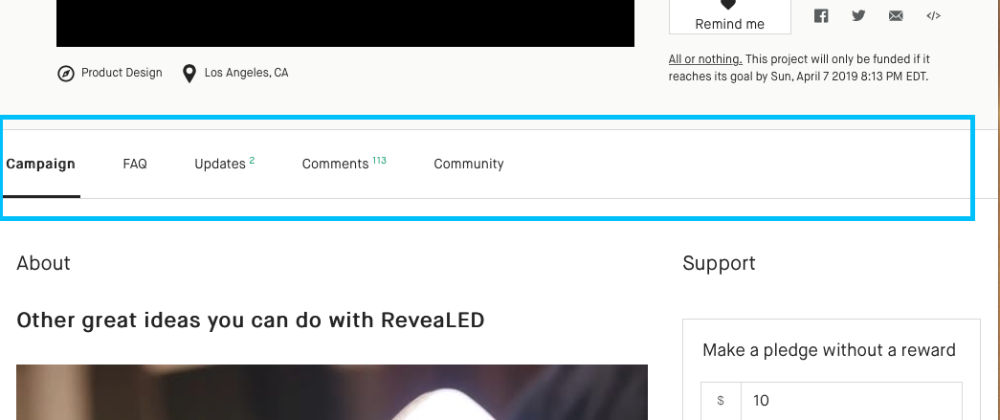 Remind me
Product Design
Los Angeles, CA
All or nothing. This project will only be funded if it
reaches its goal by Sun, April 7 2019 8:13 PM EDT.
Campaign
FAQ
Updates 2
Comments 113
Community
About
Support
Other great ideas you can do with ReveaLED
Make a pledge without a reward
$
10